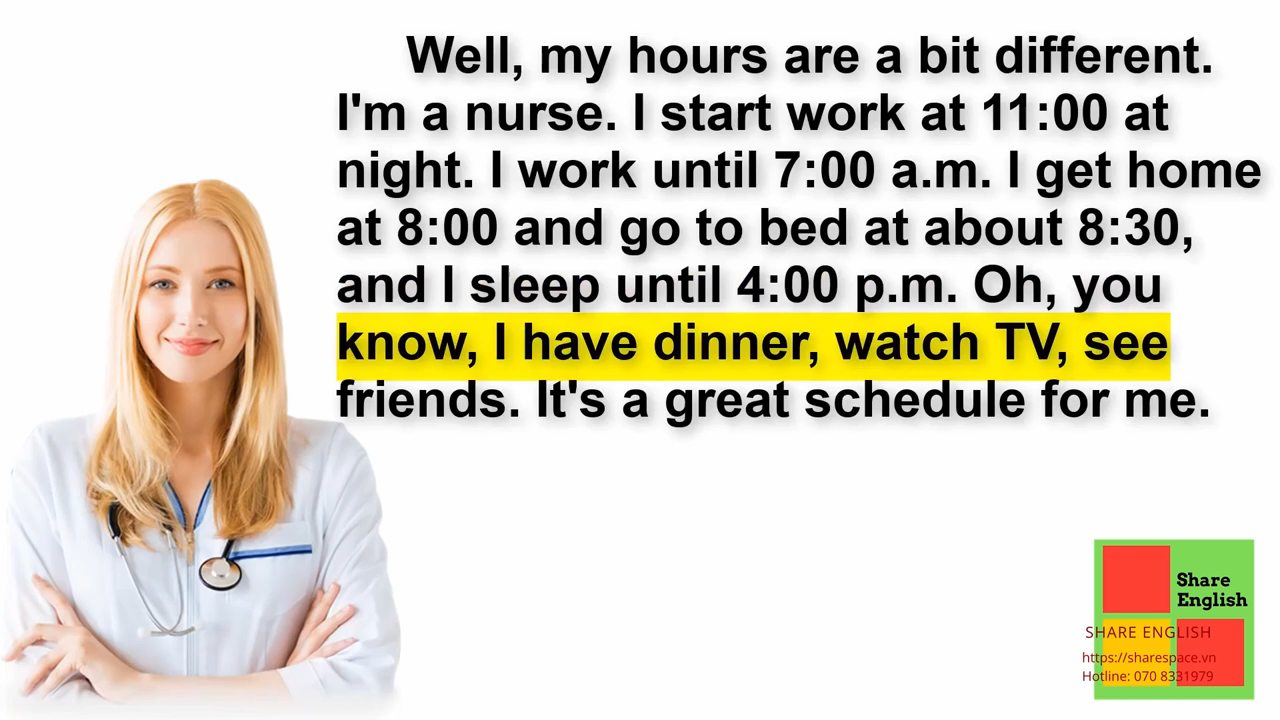 Well, my hours are a bit different.
I'm a nurse. I start work at 11:00 at
night. I work until 7:00 a.m. I get home
at 8:00 and go to bed at about 8:30,
and I sleep until 4:00 p.m. Oh, you
know, I have dinner, watch TV, see
friends. It's a great schedule for me.
Share
English
SHARE ENGLISH
https://sharespace.vn
Hotline: 070 8331979